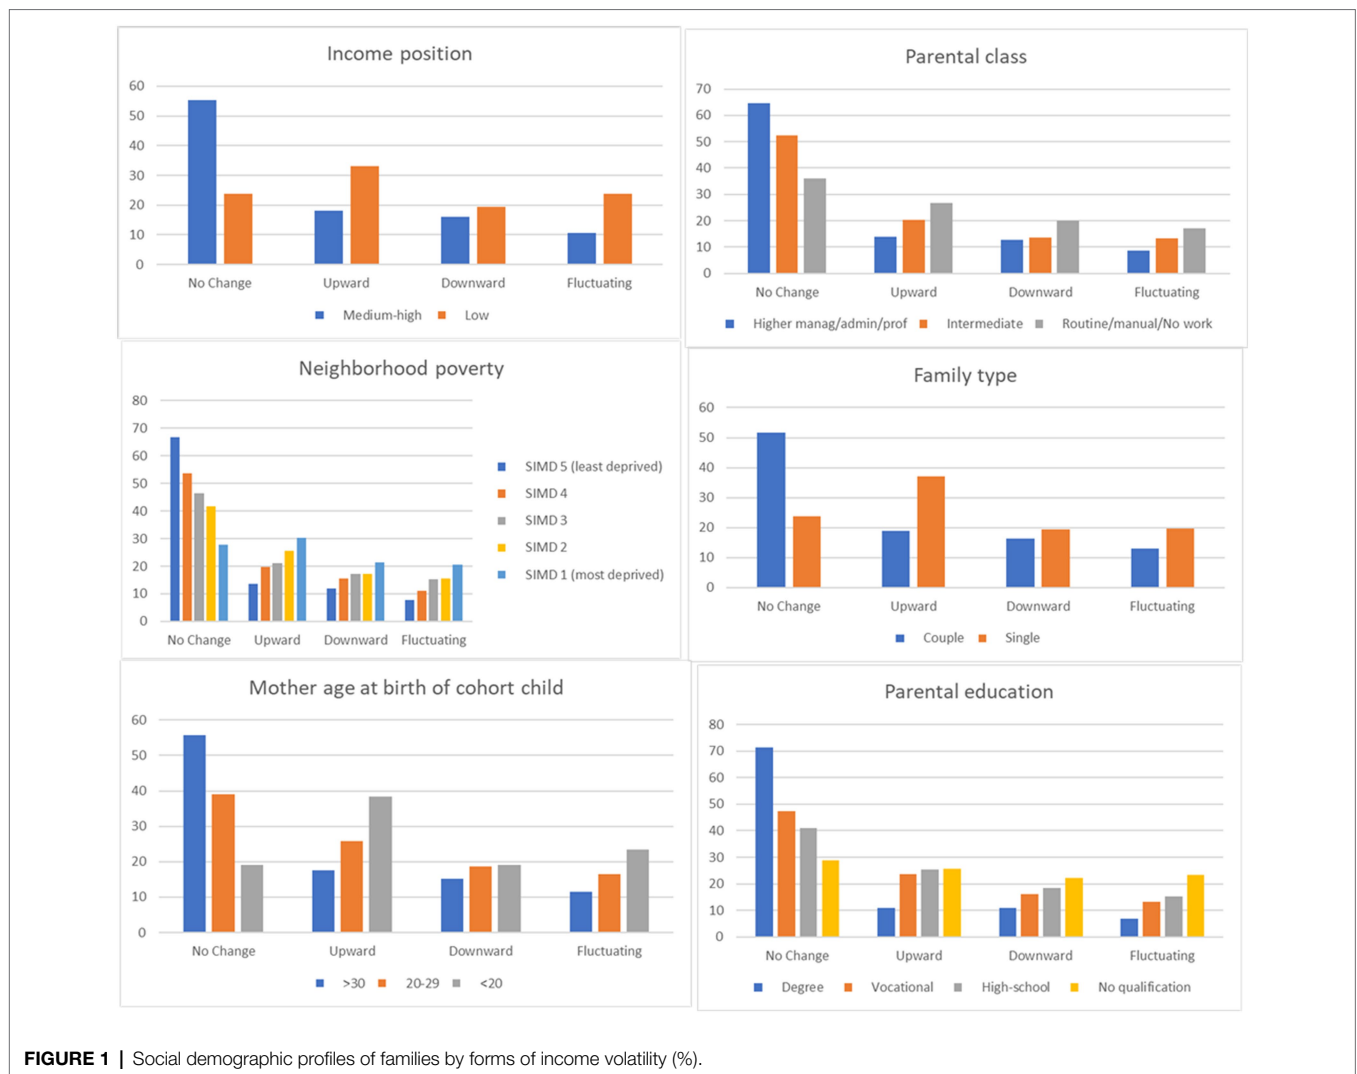 Income position
60
50
40
30
20
10
0
No Change Upward Downward Fluctuating
Medium-high Low
Parental class
70
60
50
40
30
20
10
0
No Change Upward Downward Fluctuating
Higher manag/admin/prof Intermediate Routine/manual/No work
Neighborhood poverty
80
70
60
50
40
30
20
10
0
No Change Upward Downward Fluctuating
SIMD 5 (least deprived)
SIMD 4
SIMD 3
SIMD 2
SIMD 1 (most deprived)
Family type
60
50
40
30
20
10
0
No Change Upward Downward Fluctuating
Couple Single
Mother age at birth of cohort child
60
50
40
30
20
10
0
No Change Upward Downward Fluctuating
>30 20-29 <20
Parental education
80
70
60
50
40
30
20
10
0
No Change Upward Downward Fluctuating
Degree Vocational High-school No qualification
FIGURE 1 | Social demographic profiles of families by forms of income volatility (%).